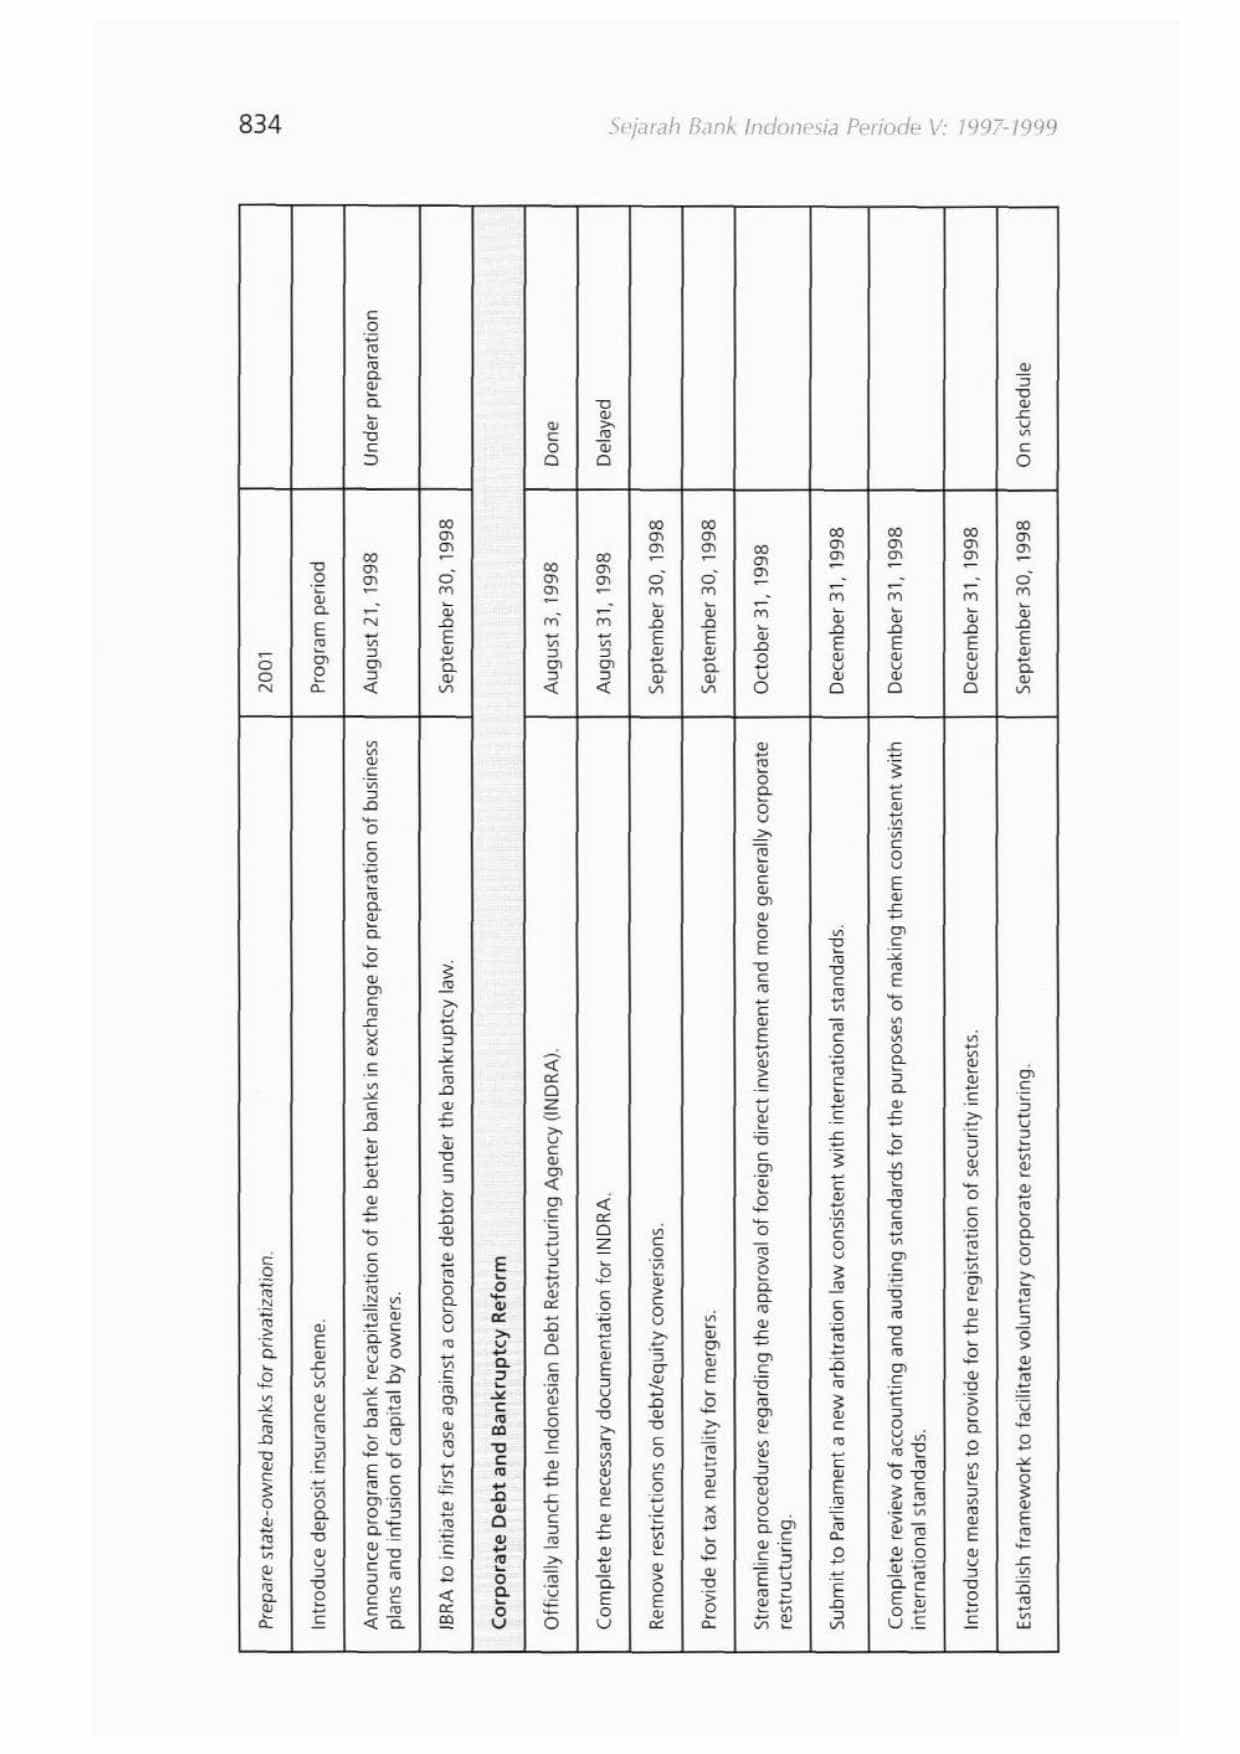 834
Sejarah Bank Indonesia Periode V: 1997-1999
Prepare state-owned banks for privatization.
2001
Introduce deposit insurance scheme.
Program period
Announce program for bank recapitalization of the better banks in exchange for preparation of business
plans and infusion of capital by owners.
August 21, 1998
Under preparation
IBRA to initiate first case against a corporate debtor under the bankruptcy law.
September 30, 1998
Corporate Debt and Bankruptcy Reform
Officially launch the Indonesian Debt Restructuring Agency (INDRA).
August 3, 1998
Done
Complete the necessary documentation for INDRA.
August 31, 1998
Delayed
Remove restrictions on debt/equity conversions.
September 30, 1998
Provide for tax neutrality for mergers.
September 30, 1998
Streamline procedures regarding the approval of foreign direct investment and more generally corporate
restructuring.
October 31, 1998
Submit to Parliament a new arbitration law consistent with international standards.
December 31, 1998
Complete review of accounting and auditing standards for the purposes of making them consistent with
international standards.
December 31, 1998
Introduce measures to provide for the registration of security interests.
December 31, 1998
Establish framework to facilitate voluntary corporate restructuring.
September 30, 1998
On schedule